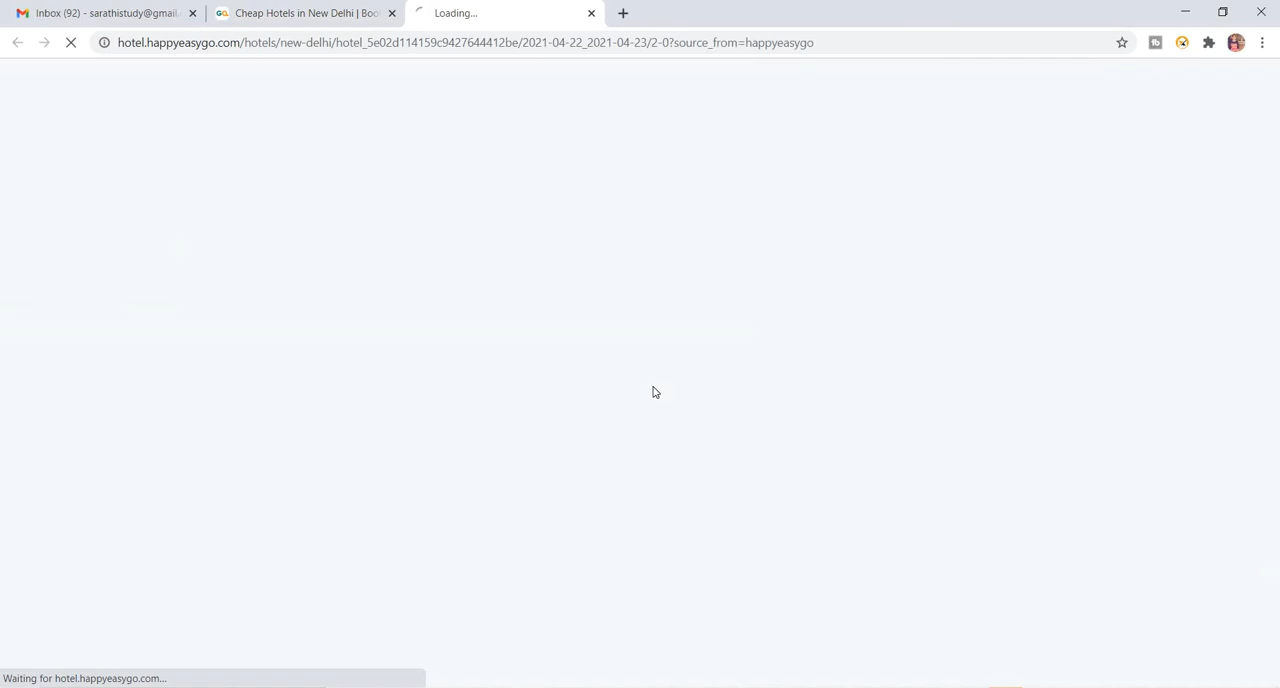 Inbox (92) - sarathistudy@gmail.
Cheap Hotels in New Delhi | Boo
Loading...
hotel.happyeasygo.com/hotels/new-delhi/hotel_5e02d114159c9427644412be/2021-04-22_2021-04-23/2-0?source_from=happyeasygo
Waiting for hotel.happyeasygo.com...